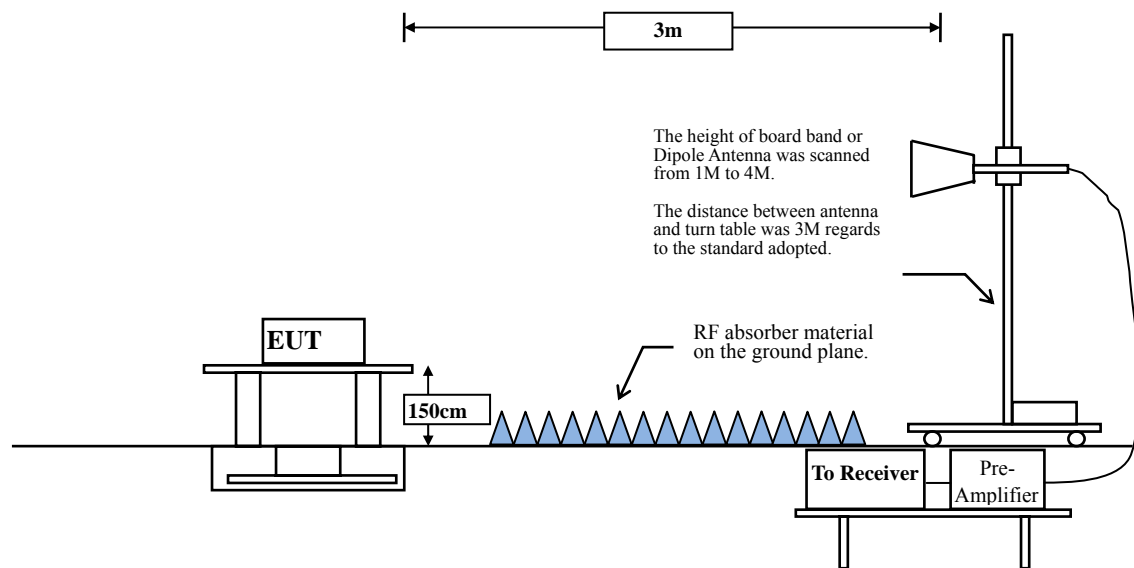 3m
The height of board band or
Dipole Antenna was scanned
from 1M to 4M.
The distance between antenna
and turn table was 3M regards
to the standard adopted.
EUT
RF absorber material
on the ground plane.
150cm
To Receiver
Pre-
Amplifier